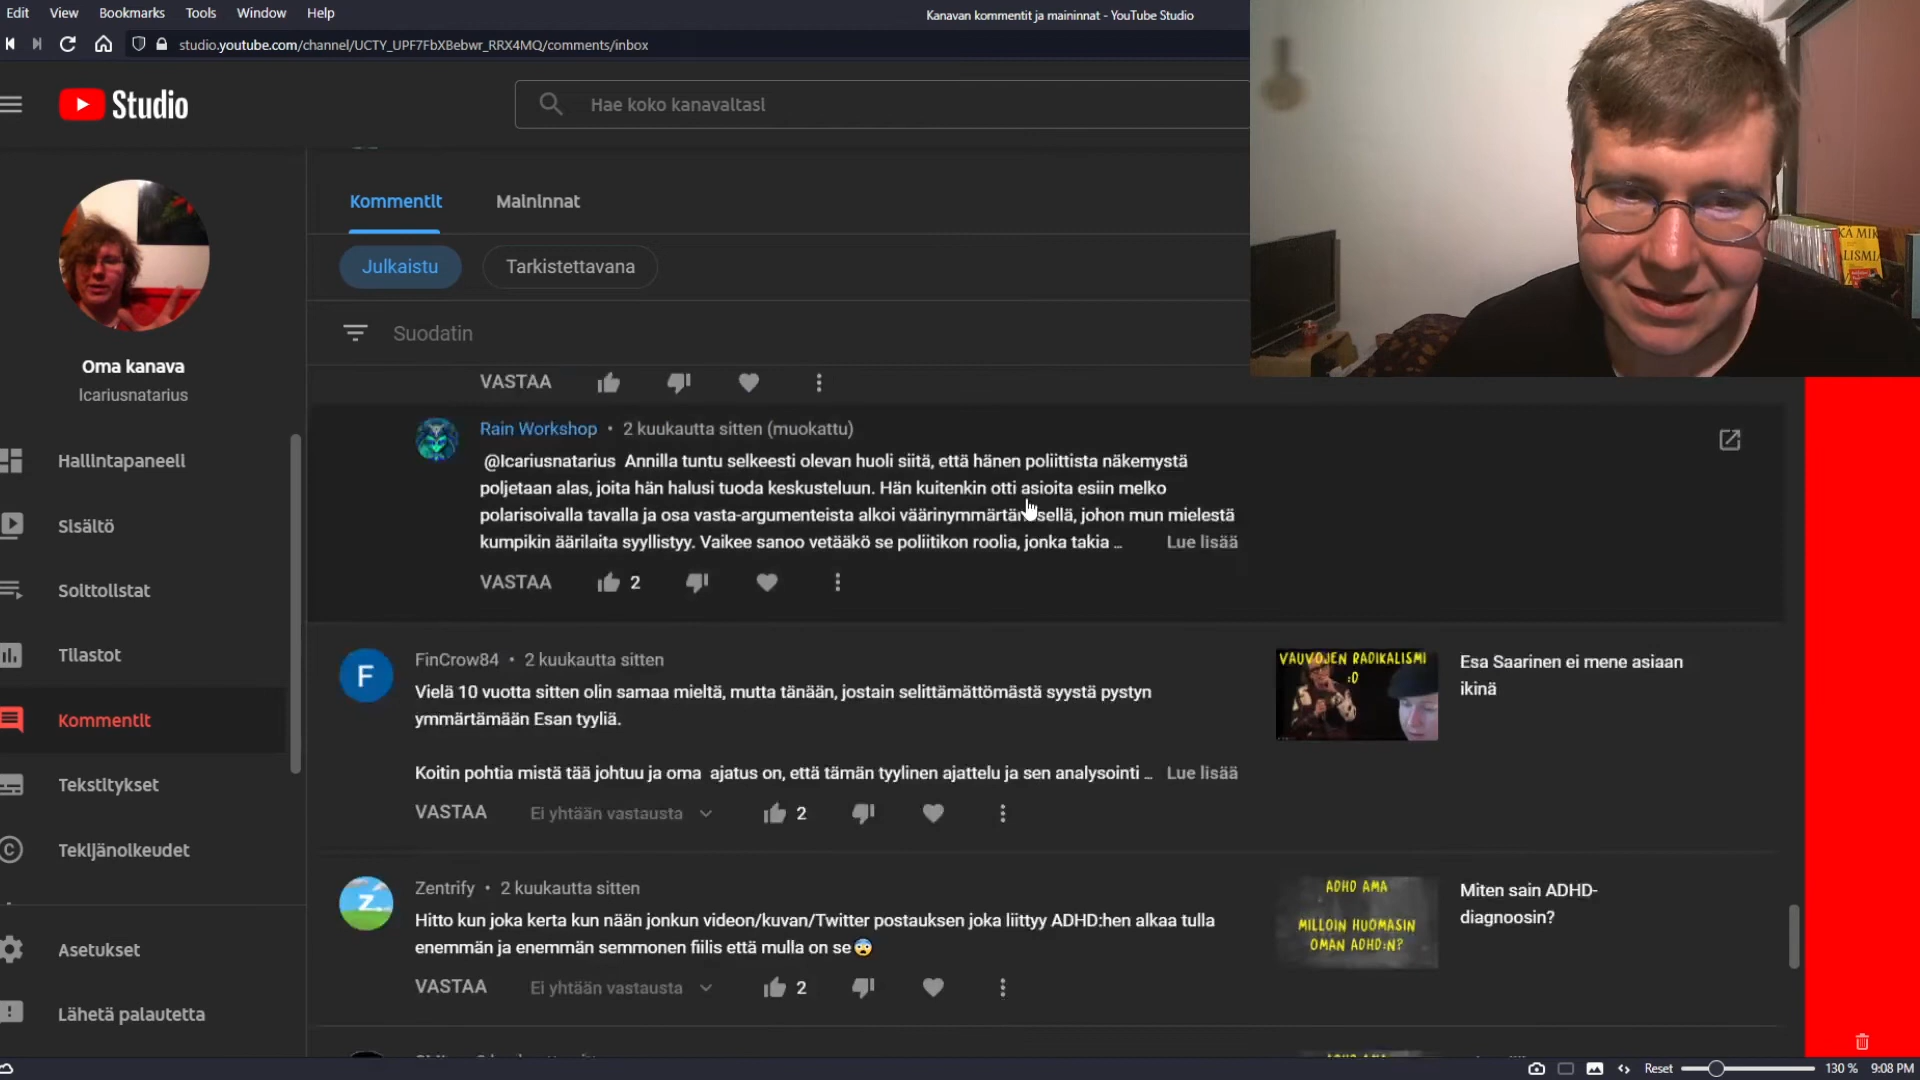 Edit View Bookmarks Tools Window Help
Kanavan kommentit ja maininnat - YouTube Studio
studio.youtube.com/channel/UCTY_UPF7FbXBebwr_RRX4MQ/comments/inbox
Studio
Hae koko kanavaltasi
Oma kanava
Icariusnatarius
Hallintapaneeli
Sisältö
Soittolistat
Tilastot
Kommentit
Tekstitykset
Tekijänoikeudet
Asetukset
Lähetä palautetta
Kommentit Maininnat
Julkaistu Tarkistettavana
Suodatin
VASTAA
Rain Workshop • 2 kuukautta sitten (muokattu)
@Icariusnatarius Annilla tuntu selkeesti olevan huoli siitä, että hänen poliittista näkemystä
poljetaan alas, joita hän halusi tuoda keskusteluun. Hän kuitenkin otti asioita esiin melko
polarisoivalla tavalla ja osa vasta-argumenteista alkoi väärinymmärtämisellä, johon mun mielestä
kumpikin äärilaita syyllistyy. Vaikee sanoo vetääkö se poliitikon roolia, jonka takia ... Lue lisää
VASTAA 2
F
FinCrow84 • 2 kuukautta sitten
Vielä 10 vuotta sitten olin samaa mieltä, mutta tänään, jostain selittämättömästä syystä pystyn
ymmärtämään Esan tyyliä.
Koitin pohtia mistä tää johtuu ja oma ajatus on, että tämän tyylinen ajattelu ja sen analysointi ... Lue lisää
VASTAA Ei yhtään vastausta 2
VAUVOJEN RADIKALISMI
:D
Esa Saarinen ei mene asiaan
ikinä
Z
Zentrify • 2 kuukautta sitten
Hitto kun joka kerta kun nään jonkun videon/kuvan/Twitter postauksen joka liittyy ADHD:hen alkaa tulla
enemmän ja enemmän semmonen fiilis että mulla on se😨
VASTAA Ei yhtään vastausta 2
ADHD AMA
MILLOIN HUOMASIN
OMAN ADHD:N?
Miten sain ADHD-
diagnoosin?
Reset 130 % 9:08 PM